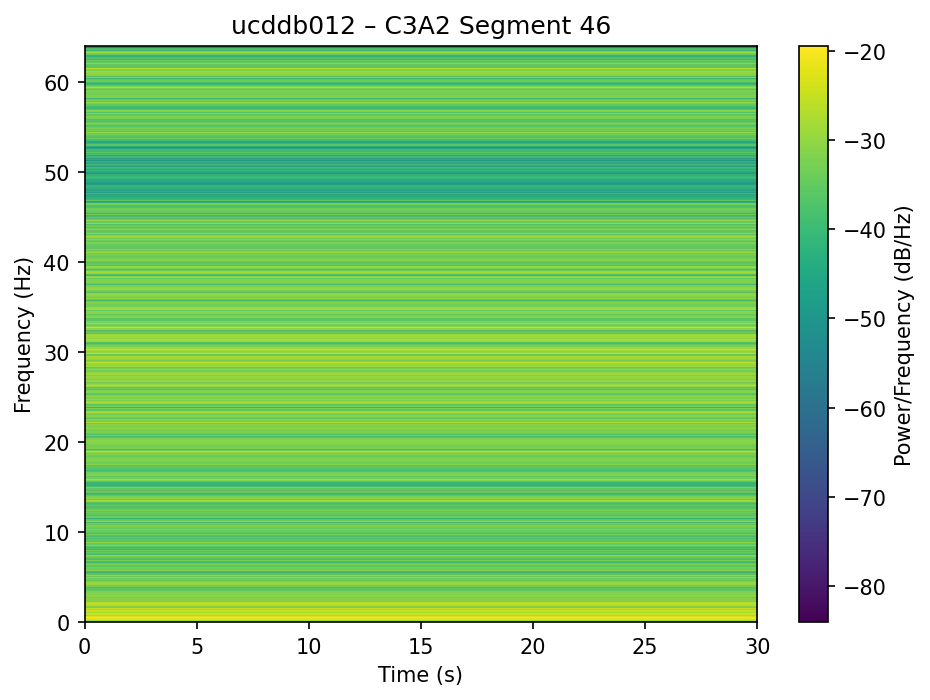 ucddb012 – C3A2 Segment 46
60
50
40
30
20
10
0
Frequency (Hz)
0 5 10 15 20 25 30
Time (s)
−20
−30
−40
−50
−60
−70
−80
Power/Frequency (dB/Hz)